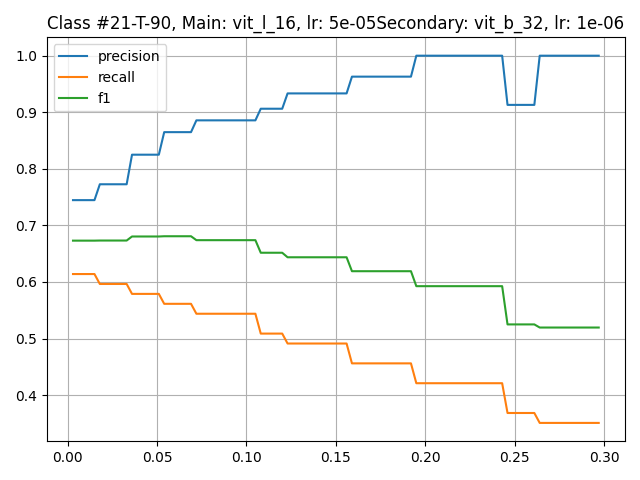 Class #21-T-90, Main: vit_l_16, lr: 5e-05Secondary: vit_b_32, lr: 1e-06
precision
recall
f1
1.0
0.9
0.8
0.7
0.6
0.5
0.4
0.00 0.05 0.10 0.15 0.20 0.25 0.30